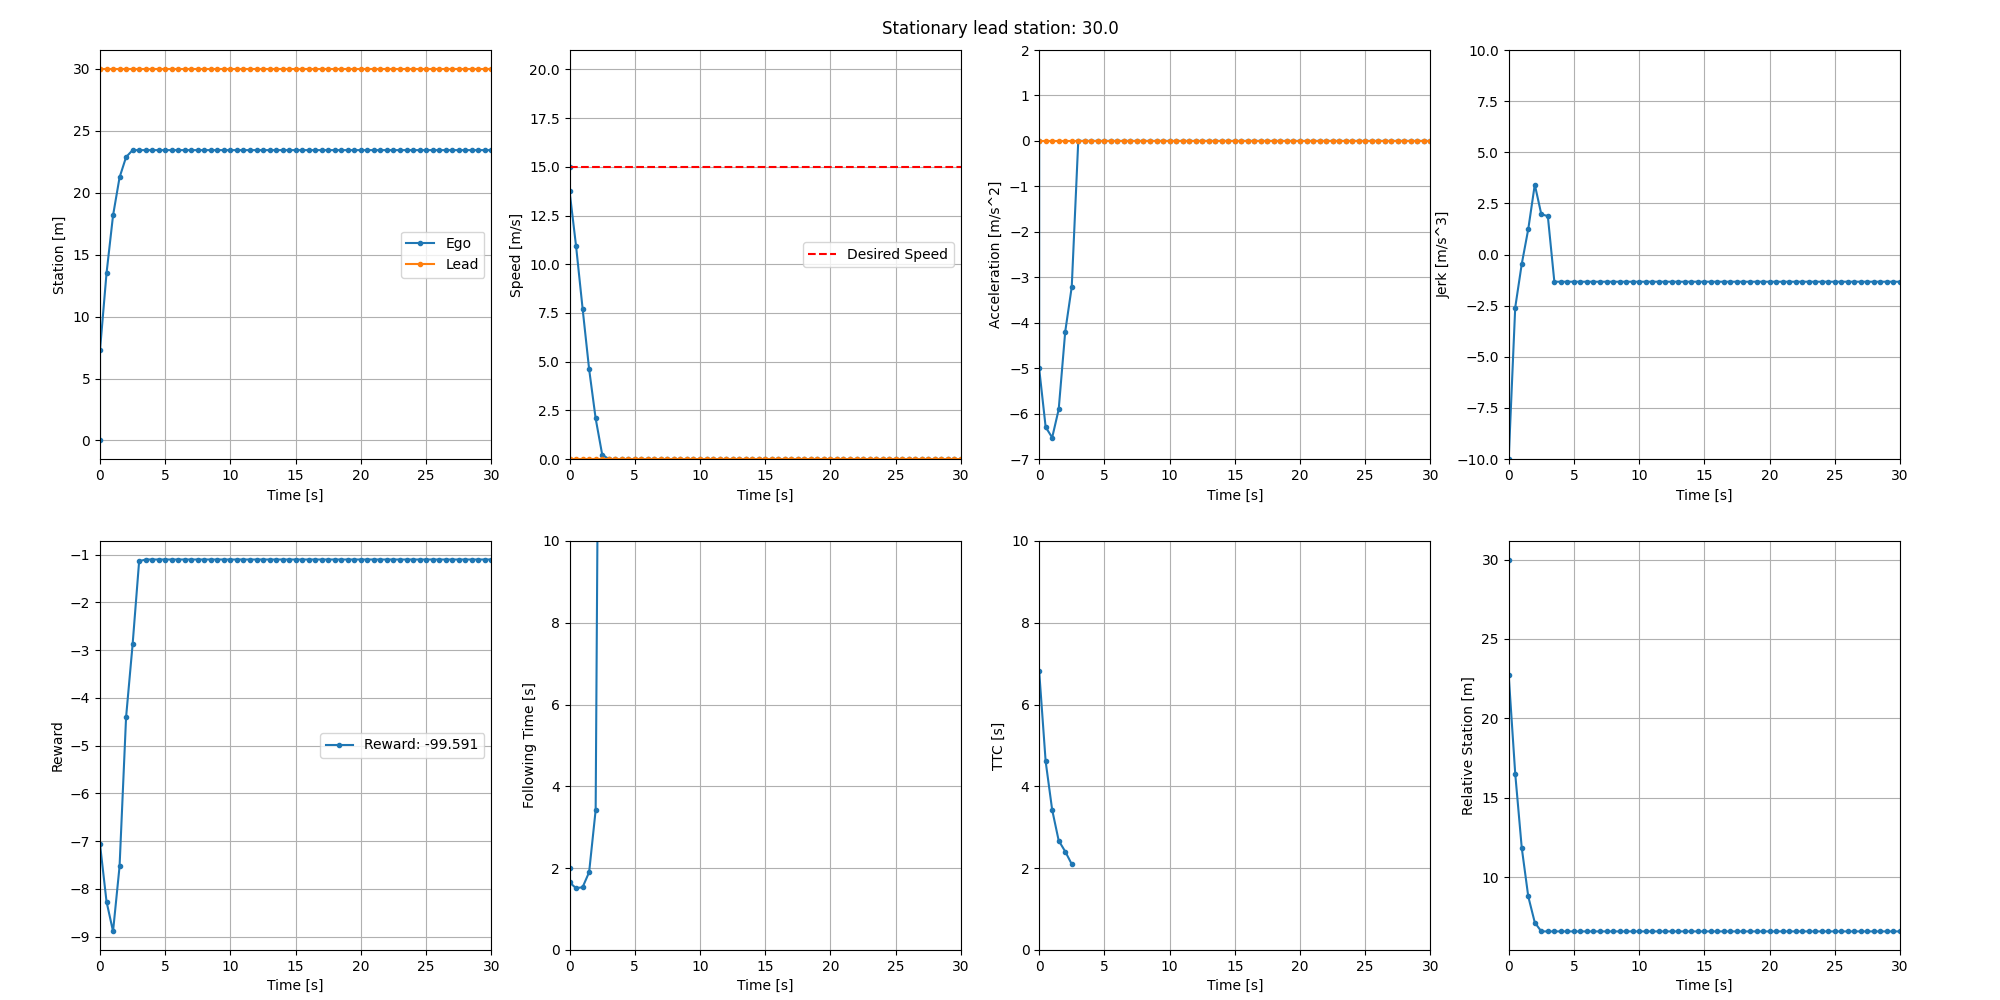 Stationary lead station: 30.0
30
25
20
15
10
5
0
Station [m]
Ego
Lead
0 5 10 15 20 25 30
Time [s]
20.0
17.5
15.0
12.5
10.0
7.5
5.0
2.5
0.0
Speed [m/s]
Desired Speed
0 5 10 15 20 25 30
Time [s]
2
1
0
−1
−2
−3
−4
−5
−6
−7
Acceleration [m/s^2]
0 5 10 15 20 25 30
Time [s]
10.0
7.5
5.0
2.5
0.0
−2.5
−5.0
−7.5
−10.0
Jerk [m/s^3]
0 5 10 15 20 25 30
Time [s]
−1
−2
−3
−4
−5
−6
−7
−8
−9
Reward
Reward: -99.591
0 5 10 15 20 25 30
Time [s]
10
8
6
4
2
0
Following Time [s]
0 5 10 15 20 25 30
Time [s]
10
8
6
4
2
0
TTC [s]
0 5 10 15 20 25 30
Time [s]
30
25
20
15
10
Relative Station [m]
0 5 10 15 20 25 30
Time [s]